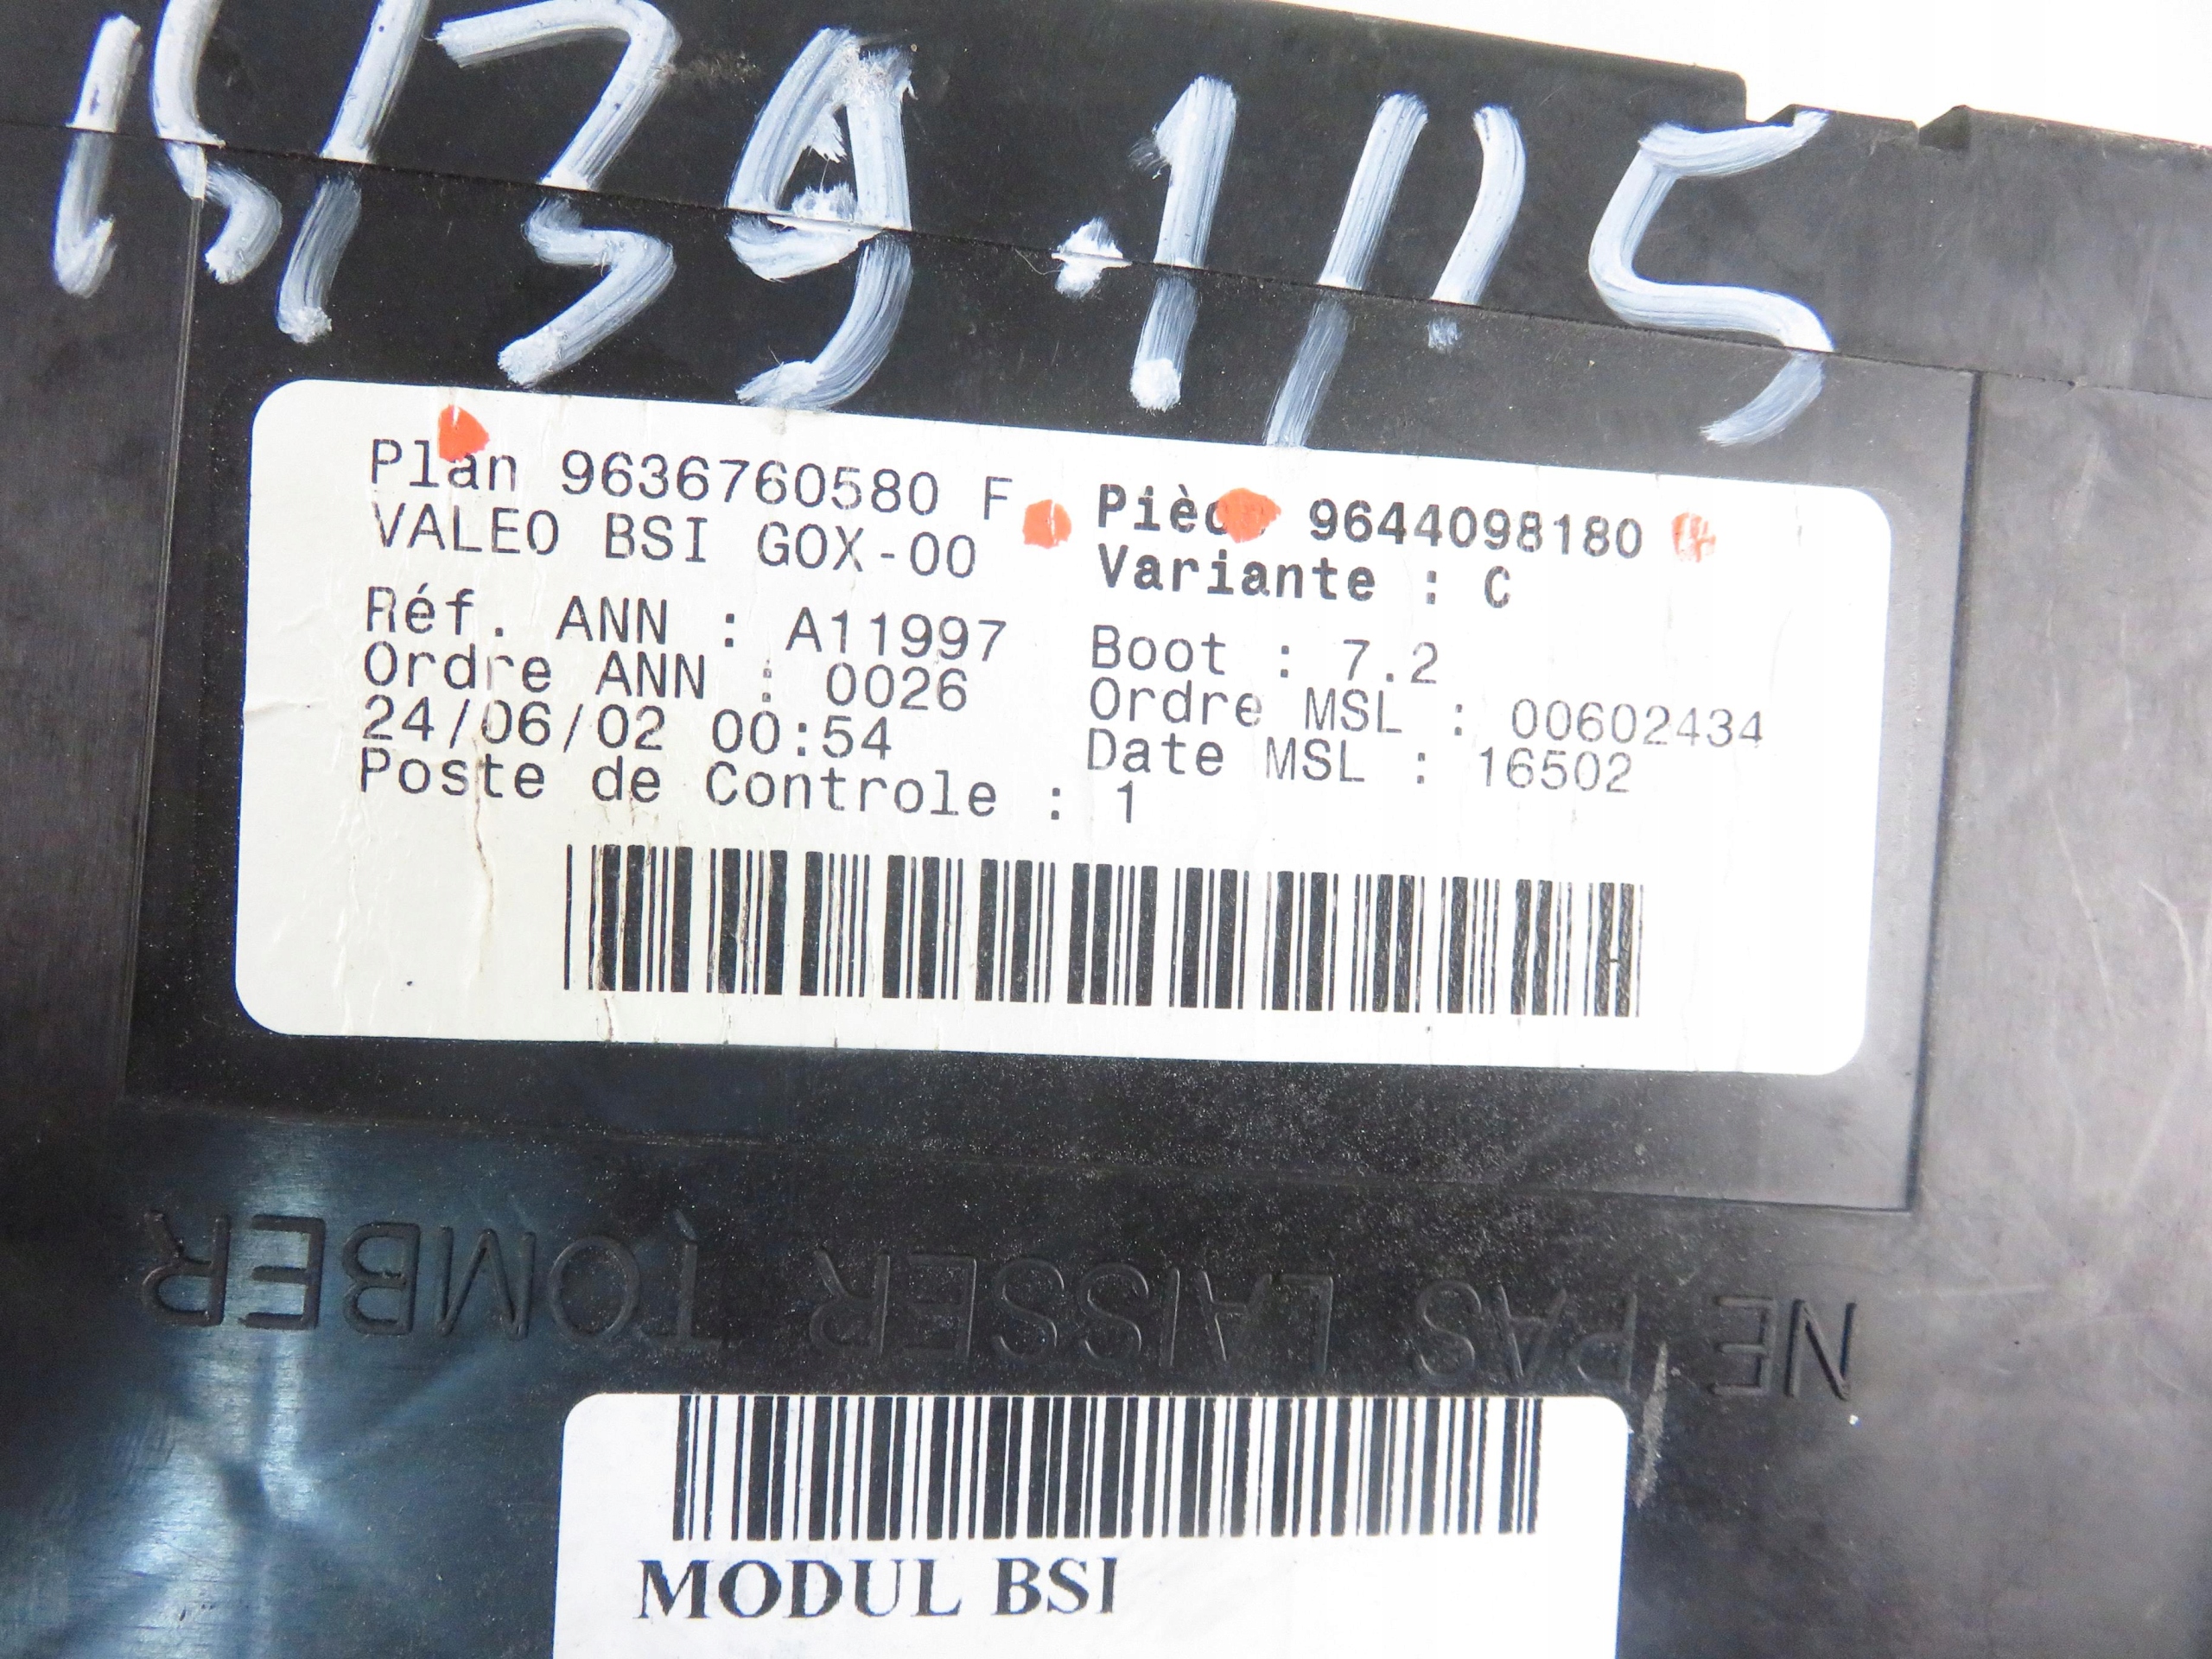 Plan 9636760580 F
VALEO BSI GOX-00
Pièce 9644098180
Variante : C
Réf. ANN : A11997
Ordre ANN : 0026
24/06/02 00:54
Poste de Controle : 1
Boot : 7.2
Ordre MSL : 00602434
Date MSL : 16502
NE PAS LAISSER TOMBER
MODUL BSI